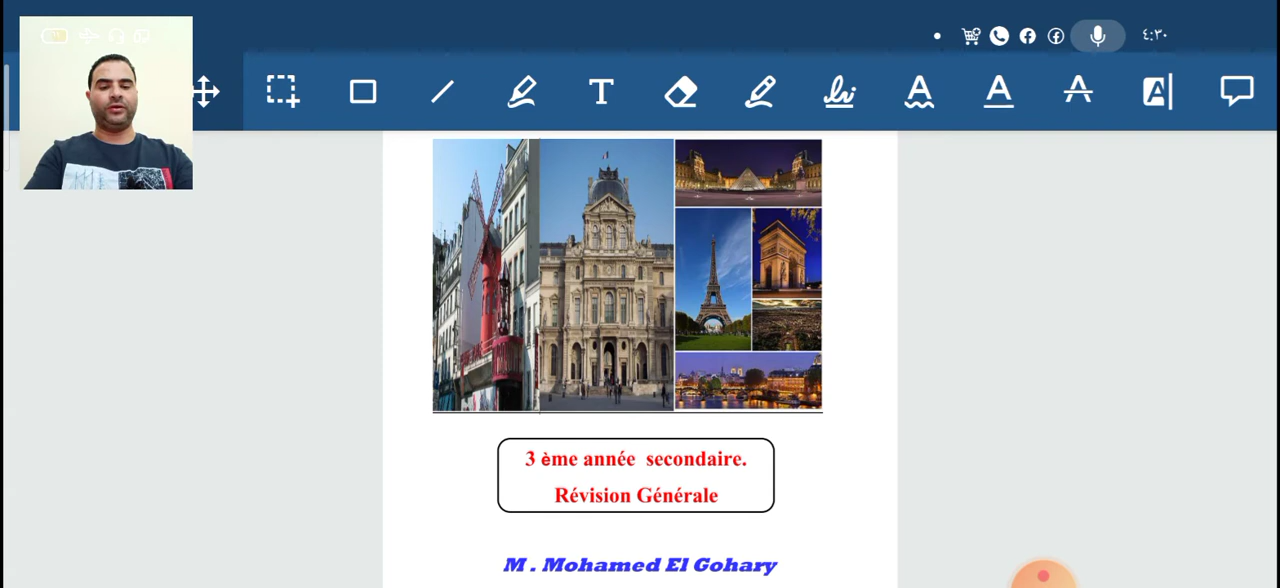 ٤:٣٠
T
A
A
A
A
3 ème année secondaire.
Révision Générale
M . Mohamed El Gohary